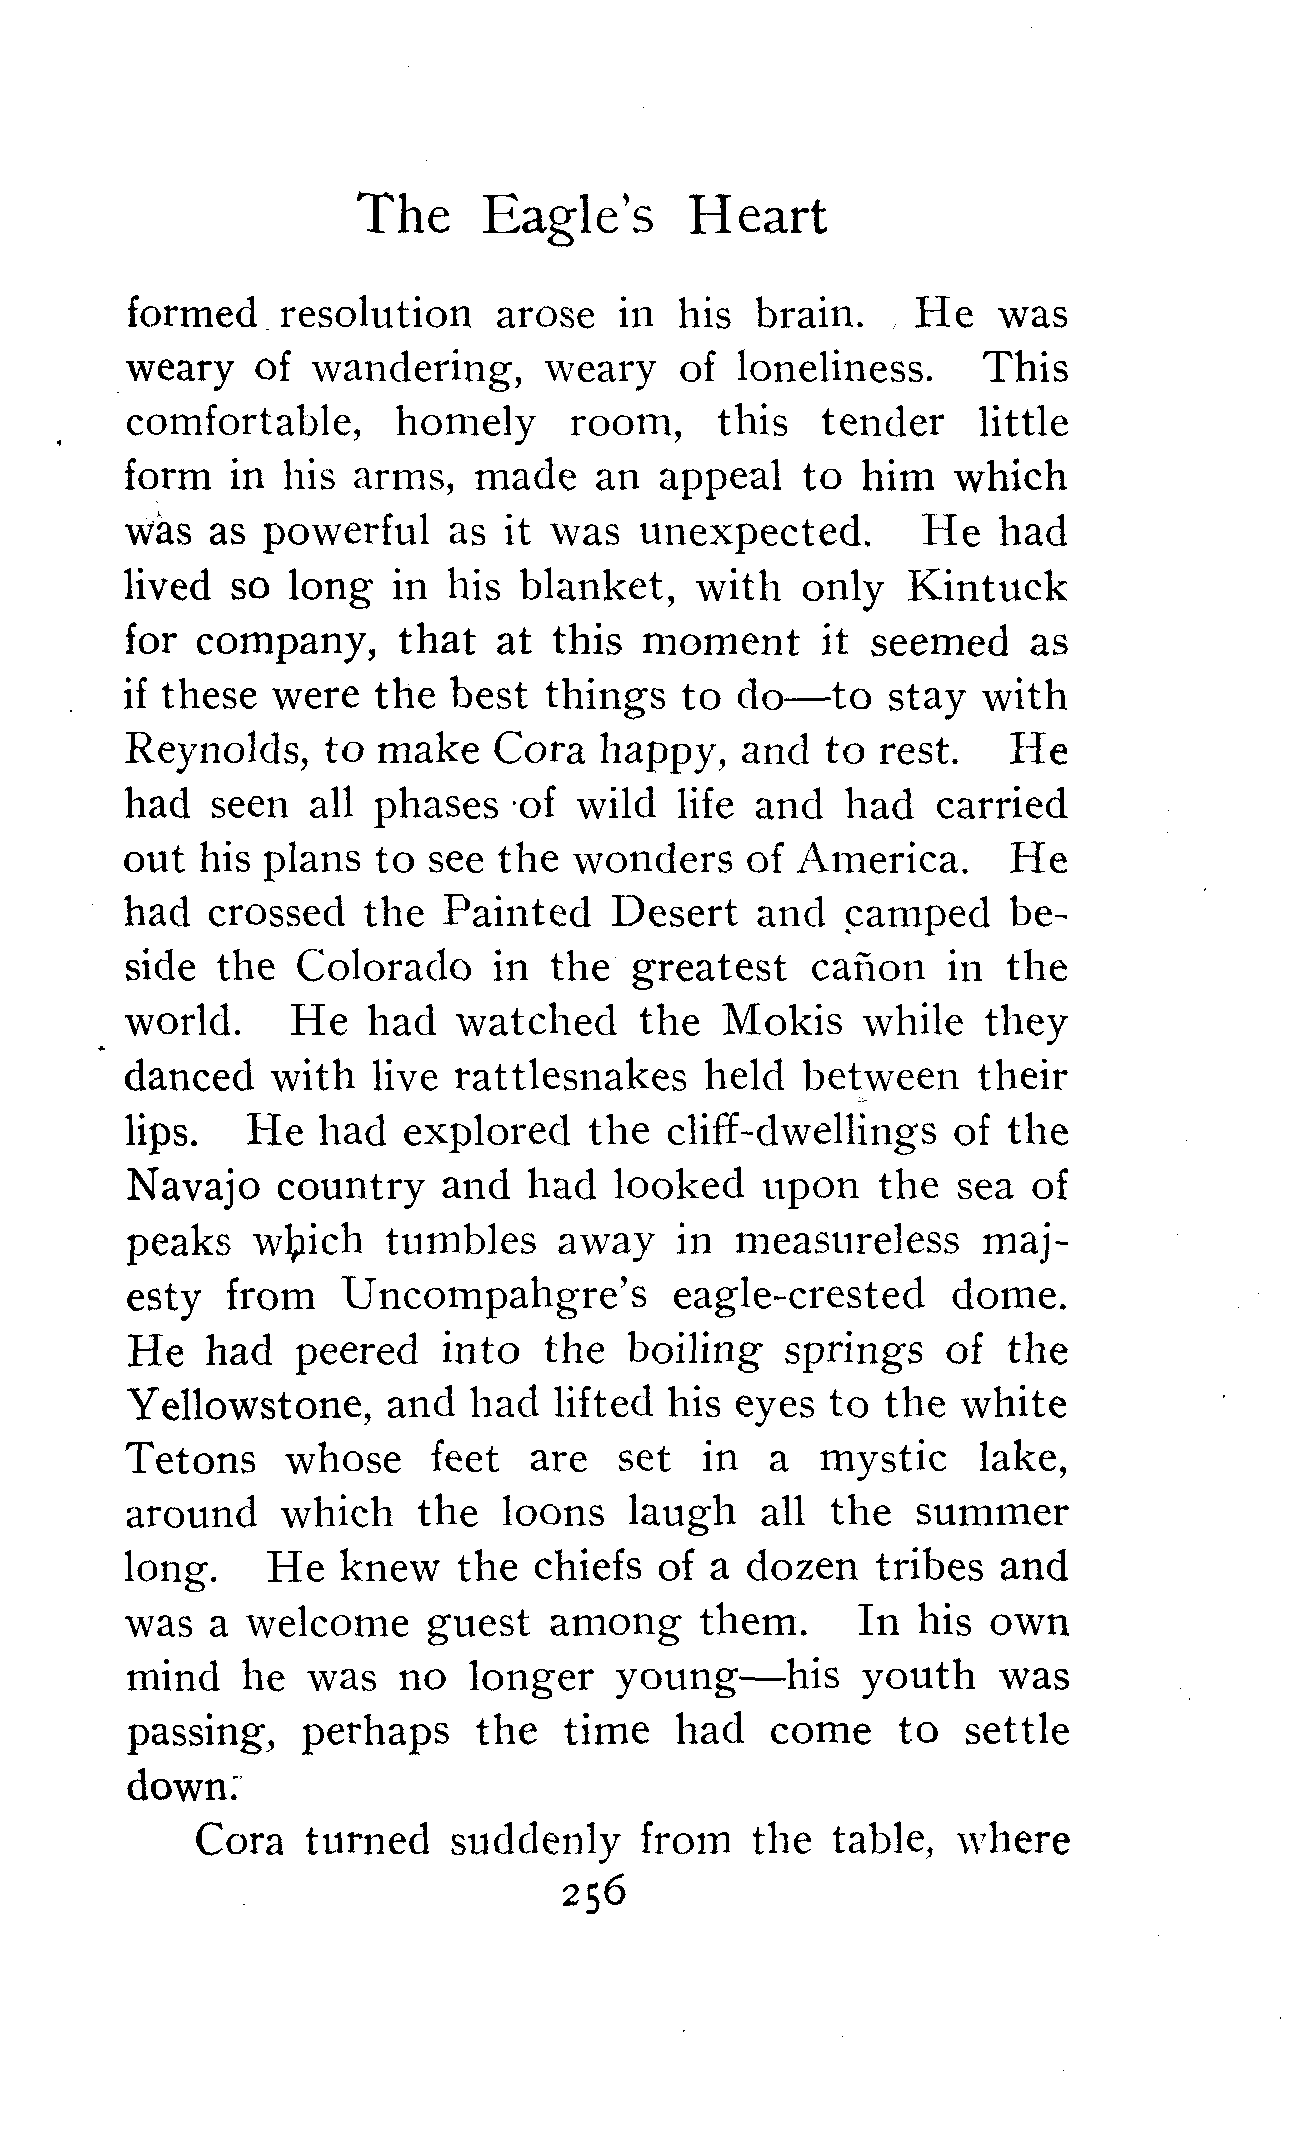 The Eagle's Heart
formed resolution arose in his brain. He was
weary of wandering, weary of loneliness. This
comfortable, homely room, this tender little
form in his arms, made an appeal to him which
was as powerful as it was unexpected. He had
lived so long in his blanket, with only Kintuck
for company, that at this moment it seemed as
if these were the best things to do—to stay with
Reynolds, to make Cora happy, and to rest. He
had seen all phases of wild life and had carried
out his plans to see the wonders of America. He
had crossed the Painted Desert and camped be-
side the Colorado in the greatest cañon in the
world. He had watched the Mokis while they
danced with live rattlesnakes held between their
lips. He had explored the cliff-dwellings of the
Navajo country and had looked upon the sea of
peaks which tumbles away in measureless maj-
esty from Uncompahgre's eagle-crested dome.
He had peered into the boiling springs of the
Yellowstone, and had lifted his eyes to the white
Tetons whose feet are set in a mystic lake,
around which the loons laugh all the summer
long. He knew the chiefs of a dozen tribes and
was a welcome guest among them. In his own
mind he was no longer young—his youth was
passing, perhaps the time had come to settle
down.
Cora turned suddenly from the table, where
256